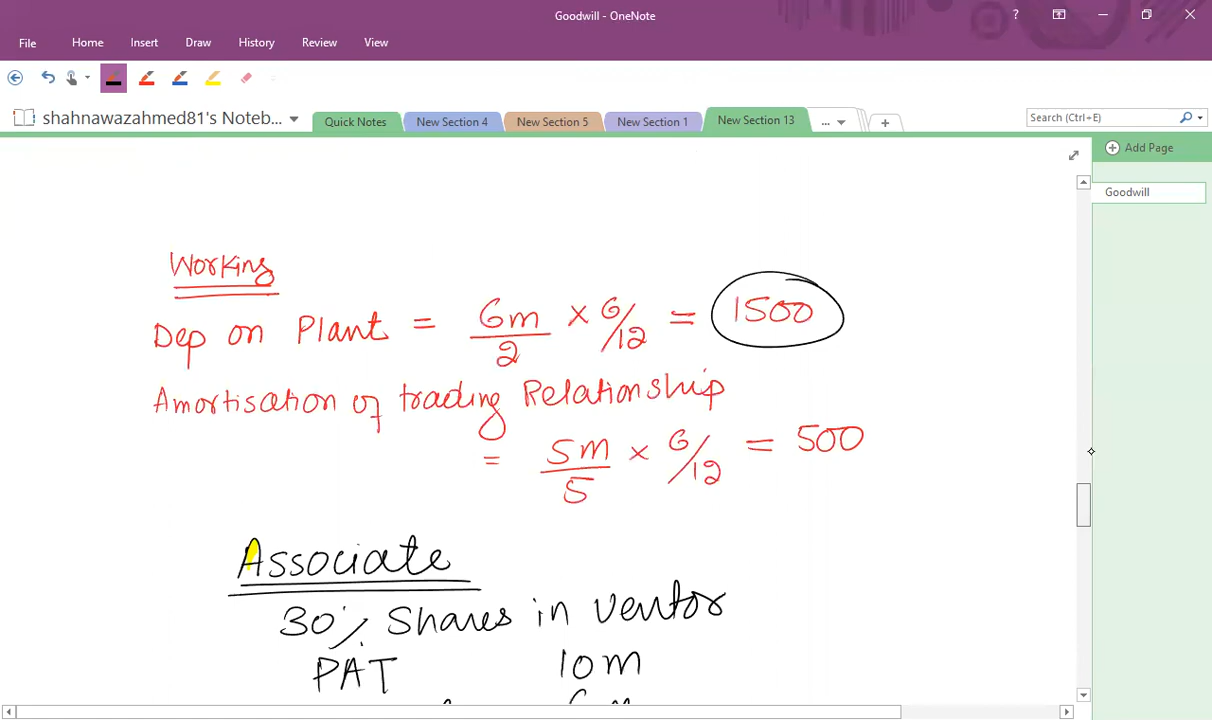 Goodwill - OneNote
?
File Home Insert Draw History Review View
shahnawazahmed81's Noteb...
Quick Notes New Section 4 New Section 5 New Section 1 New Section 13 ...
Search (Ctrl+E)
Add Page
Goodwill
Working
Dep on Plant = 6m/2 × 6/12 = 1500
Amortisation of trading Relationship
= 5m/5 × 6/12 = 500
Associate
30% Shares in ventor
PAT 10m